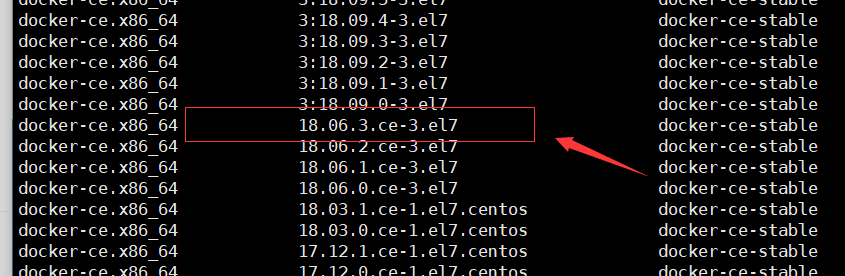 docker-ce.x86_64 3:18.09.5-3.el7 docker-ce-stable
docker-ce.x86_64 3:18.09.4-3.el7 docker-ce-stable
docker-ce.x86_64 3:18.09.3-3.el7 docker-ce-stable
docker-ce.x86_64 3:18.09.2-3.el7 docker-ce-stable
docker-ce.x86_64 3:18.09.1-3.el7 docker-ce-stable
docker-ce.x86_64 3:18.09.0-3.el7 docker-ce-stable
docker-ce.x86_64 18.06.3.ce-3.el7 docker-ce-stable
docker-ce.x86_64 18.06.2.ce-3.el7 docker-ce-stable
docker-ce.x86_64 18.06.1.ce-3.el7 docker-ce-stable
docker-ce.x86_64 18.06.0.ce-3.el7 docker-ce-stable
docker-ce.x86_64 18.03.1.ce-1.el7.centos docker-ce-stable
docker-ce.x86_64 18.03.0.ce-1.el7.centos docker-ce-stable
docker-ce.x86_64 17.12.1.ce-1.el7.centos docker-ce-stable
docker-ce.x86_64 17.12.0.ce-1.el7.centos docker-ce-stable